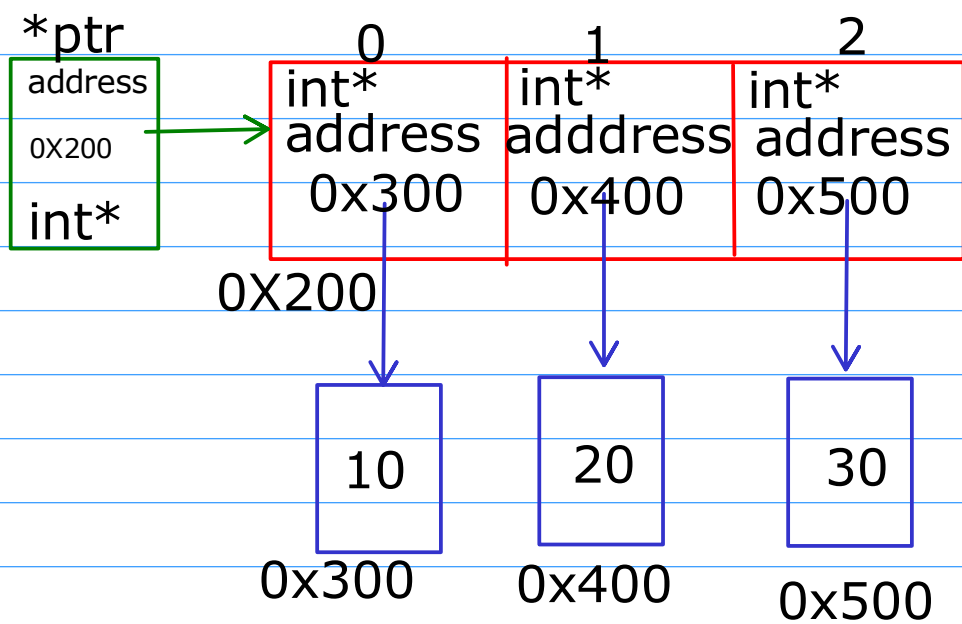 *ptr
0
1
2
address
0X200
int*
int*
address
0x300
int*
adddress
0x400
int*
address
0x500
0X200
10
20
30
0x300
0x400
0x500